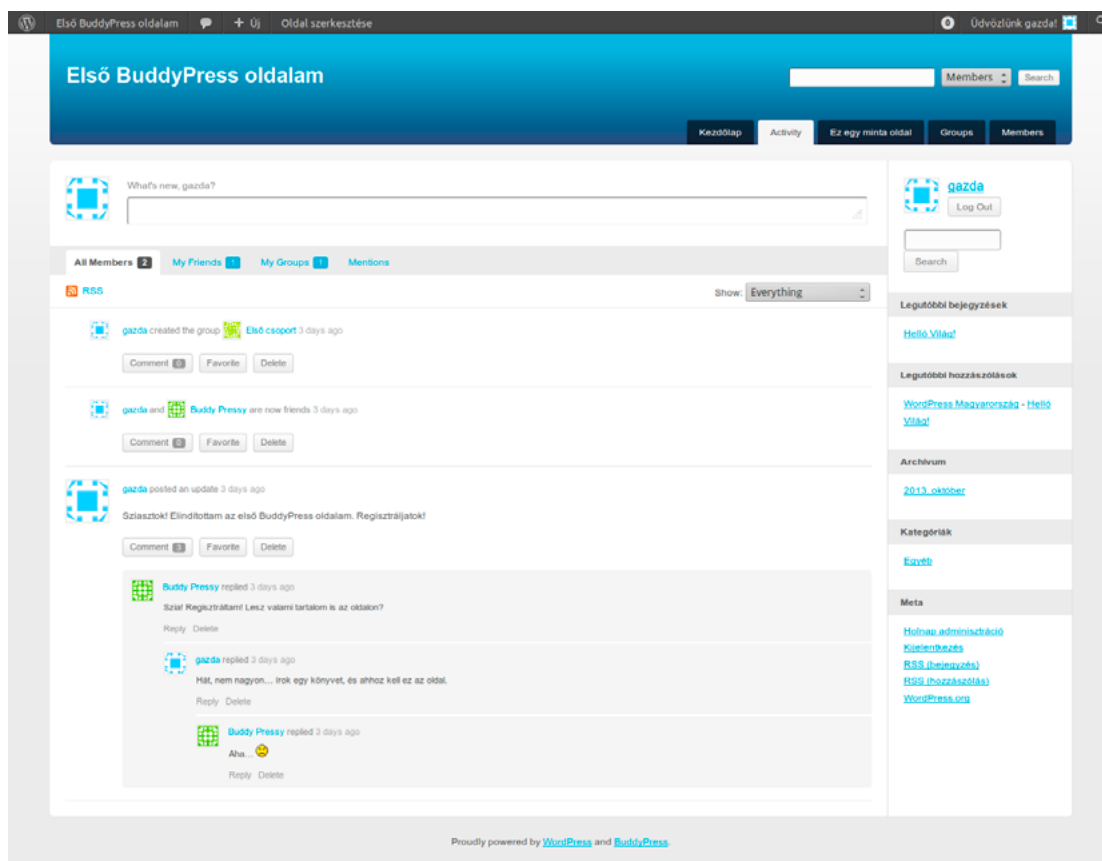 Első BuddyPress oldalam + Új Oldal szerkesztése 0 Üdvözlünk gazda!
Első BuddyPress oldalam
Members Search
Kezdőlap Activity Ez egy minta oldal Groups Members
What's new, gazda?
gazda
Log Out
Search
All Members 2 My Friends 1 My Groups 1 Mentions
RSS Show: Everything
gazda created the group Első csoport 3 days ago
Comment 0 Favorite Delete
gazda and Buddy Pressy are now friends 3 days ago
Comment 0 Favorite Delete
gazda posted an update 3 days ago
Sziasztok! Elindítottam az első BuddyPress oldalam. Regisztráljatok!
Comment 3 Favorite Delete
Buddy Pressy replied 3 days ago
Szia! Regisztráltam! Lesz valami tartalom is az oldalon?
Reply Delete
gazda replied 3 days ago
Hát, nem nagyon... írok egy könyvet, és ahhoz kell ez az oldal.
Reply Delete
Buddy Pressy replied 3 days ago
Aha...
Reply Delete
Legutóbbi bejegyzések
Helló Világ!
Legutóbbi hozzászólások
WordPress Magyarország - Helló
Világ!
Archívum
2013. október
Kategóriák
Egyéb
Meta
Honlap adminisztráció
Kijelentkezés
RSS (bejegyzés)
RSS (hozzászólás)
WordPress.org
Proudly powered by WordPress and BuddyPress.